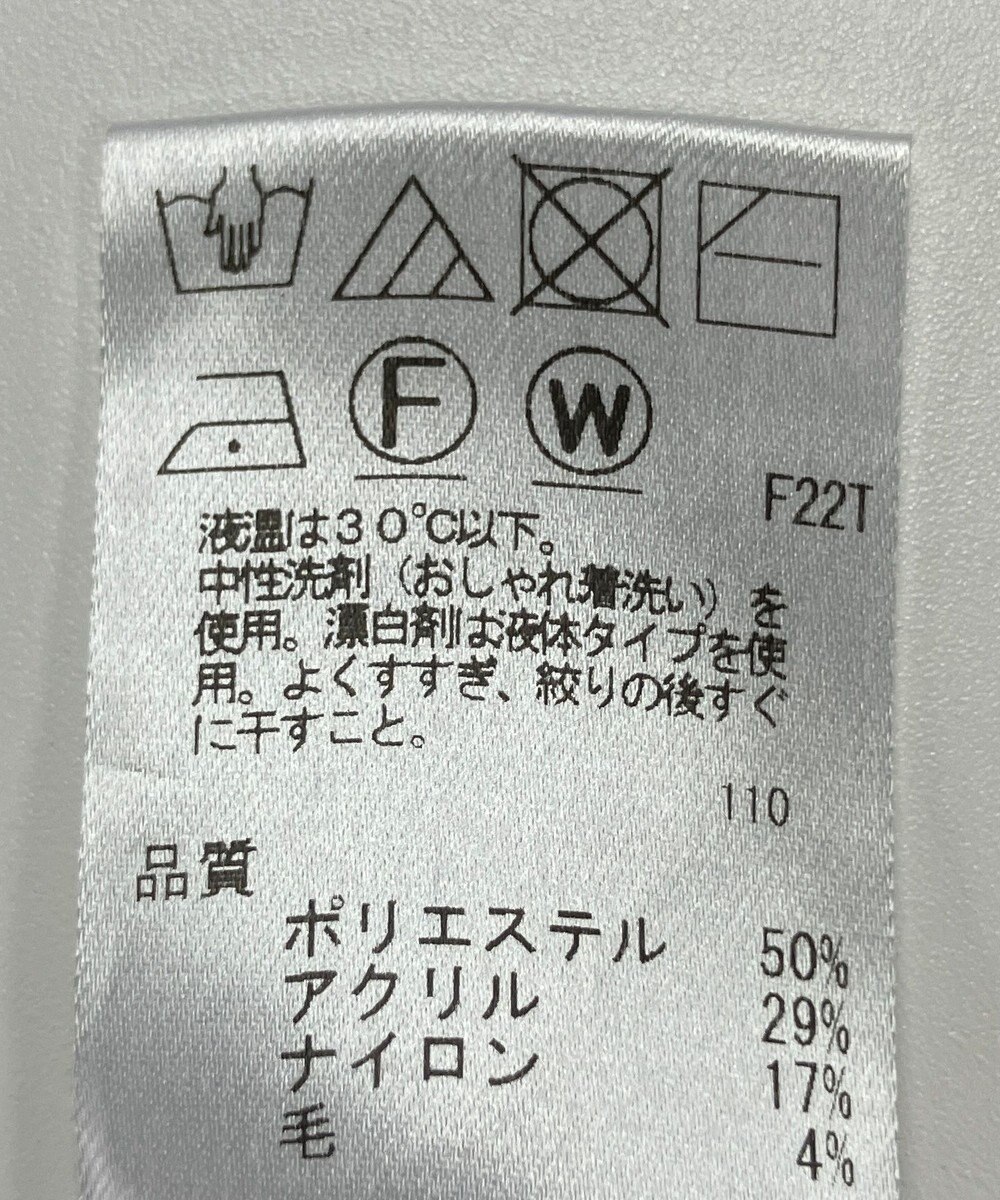 F
W
F22T
液温は30℃以下。
中性洗剤（おしゃれ着洗い）を
使用。漂白剤は液体タイプを使
用。よくすすぎ、絞りの後すぐ
に干すこと。
110
品質
ポリエステル 50%
アクリル 29%
ナイロン 17%
毛 4%